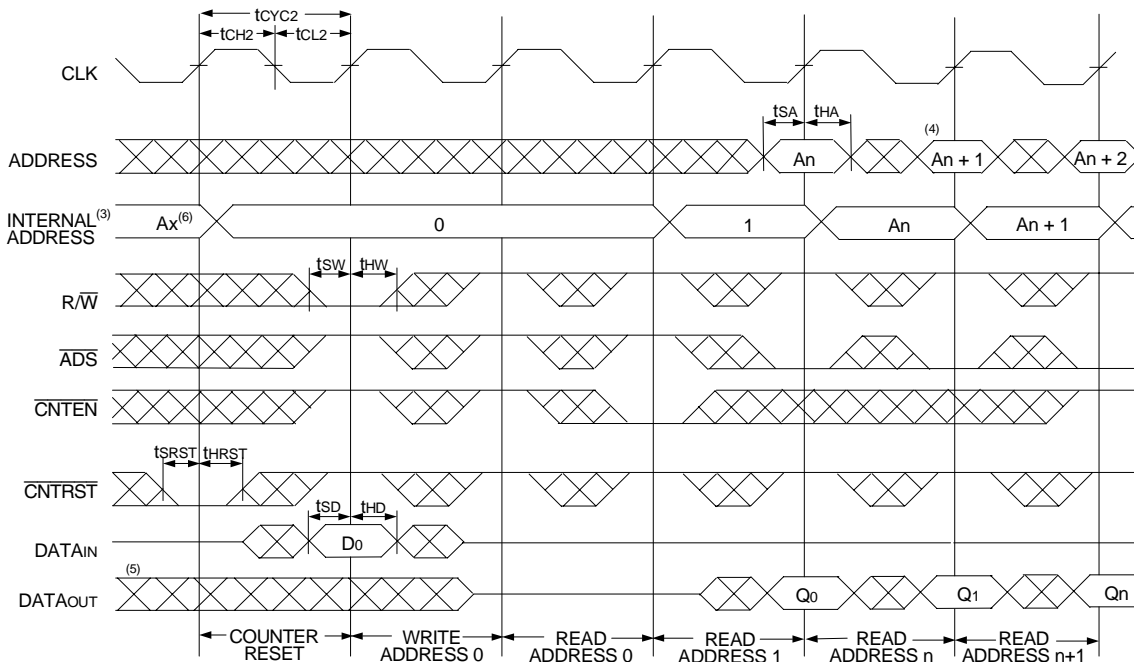 tCYC2
tCH2 tCL2
CLK
tSA tHA
(4)
ADDRESS An An + 1 An + 2
INTERNAL(3)
ADDRESS Ax(6) 0 1 An An + 1
tSW tHW
R/W
ADS
CNTEN
tSRST tHRST
CNTRST
tSD tHD
DATAIN D0
(5)
DATAOUT Q0 Q1 Qn
COUNTER
RESET
WRITE
ADDRESS 0
READ
ADDRESS 0
READ
ADDRESS 1
READ
ADDRESS n
READ
ADDRESS n+1